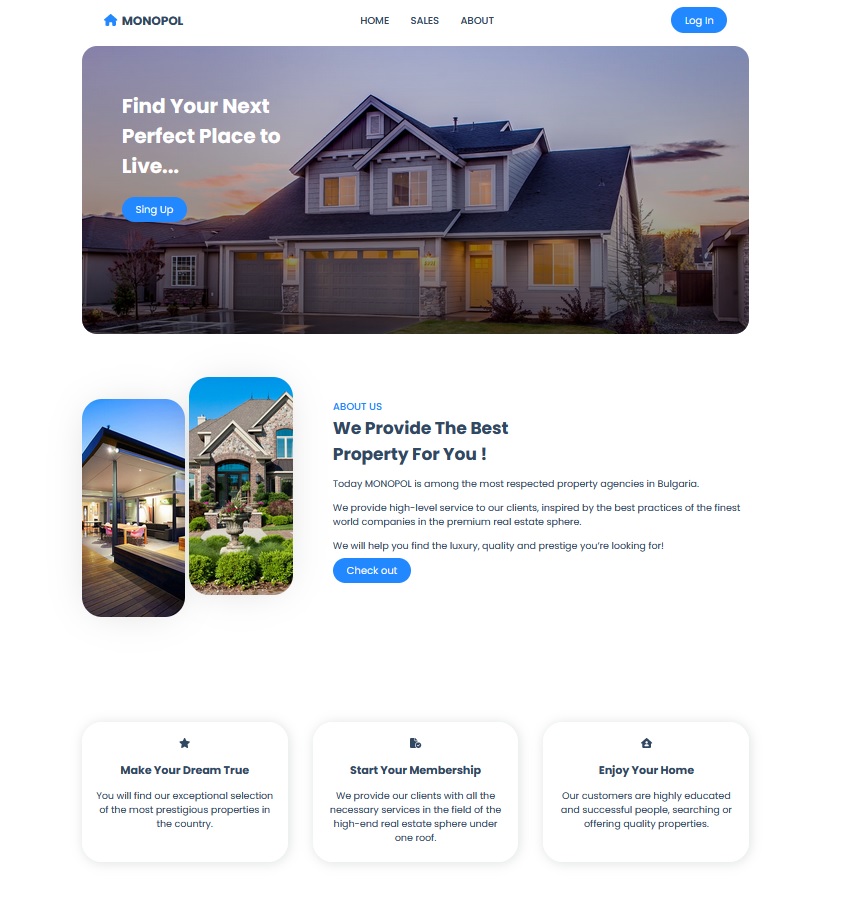 MONOPOL
HOME SALES ABOUT
Log In
Find Your Next
Perfect Place to
Live...
Sing Up
ABOUT US
We Provide The Best
Property For You !
Today MONOPOL is among the most respected property agencies in Bulgaria.
We provide high-level service to our clients, inspired by the best practices of the finest
world companies in the premium real estate sphere.
We will help you find the luxury, quality and prestige you're looking for!
Check out
Make Your Dream True
You will find our exceptional selection
of the most prestigious properties in
the country.
Start Your Membership
We provide our clients with all the
necessary services in the field of the
high-end real estate sphere under
one roof.
Enjoy Your Home
Our customers are highly educated
and successful people, searching or
offering quality properties.